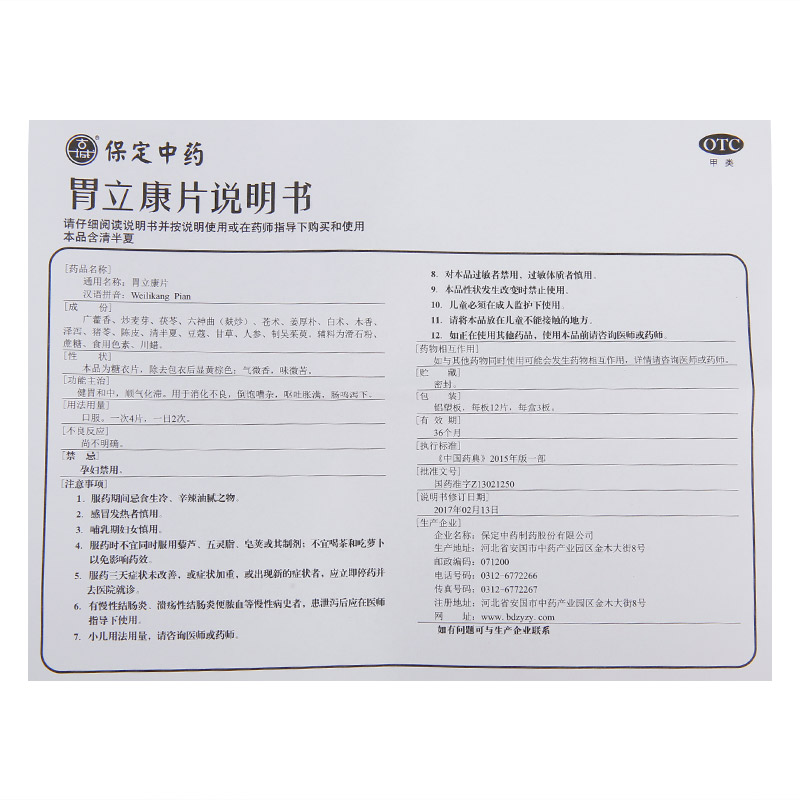 保定中药
OTC
甲类
胃立康片说明书
请仔细阅读说明书并按说明使用或在药师指导下购买和使用
本品含清半夏
[药品名称]
通用名称：胃立康片
汉语拼音：Weilikang Pian
[成 份]
广藿香、炒麦芽、茯苓、六神曲（麸炒）、苍术、姜厚朴、白术、木香、
泽泻、猪苓、陈皮、清半夏、豆蔻、甘草、人参、制吴茱萸。辅料为滑石粉、
蔗糖、食用色素、川蜡。
[性 状]
本品为糖衣片，除去包衣后显黄棕色；气微香，味微苦。
[功能主治]
健胃和中，顺气化滞。用于消化不良，倒饱嘈杂，呕吐胀满，肠鸣泻下。
[用法用量]
口服。一次4片，一日2次。
[不良反应]
尚不明确。
[禁 忌]
孕妇禁用。
[注意事项]
1. 服药期间忌食生冷、辛辣油腻之物。
2. 感冒发热者慎用。
3. 哺乳期妇女慎用。
4. 服药时不宜同时服用藜芦、五灵脂、皂荚或其制剂；不宜喝茶和吃萝卜
以免影响药效。
5. 服药三天症状未改善，或症状加重，或出现新的症状者，应立即停药并
去医院就诊。
6. 有慢性结肠炎、溃疡性结肠炎便脓血等慢性病史者，患泄泻后应在医师
指导下使用。
7. 小儿用法用量，请咨询医师或药师。
8. 对本品过敏者禁用，过敏体质者慎用。
9. 本品性状发生改变时禁止使用。
10. 儿童必须在成人监护下使用。
11. 请将本品放在儿童不能接触的地方。
12. 如正在使用其他药品，使用本品前请咨询医师或药师。
[药物相互作用]
如与其他药物同时使用可能会发生药物相互作用，详情请咨询医师或药师。
[贮 藏]
密封。
[包 装]
铝塑板，每板12片，每盒3板。
[有 效 期]
36个月
[执行标准]
《中国药典》2015年版一部
[批准文号]
国药准字Z13021250
[说明书修订日期]
2017年02月13日
[生产企业]
企业名称：保定中药制药股份有限公司
生产地址：河北省安国市中药产业园区金木大街8号
邮政编码：071200
电话号码：0312-6772266
传真号码：0312-6772267
注册地址：河北省安国市中药产业园区金木大街8号
网 址：www.bdzyzy.com
如有问题可与生产企业联系